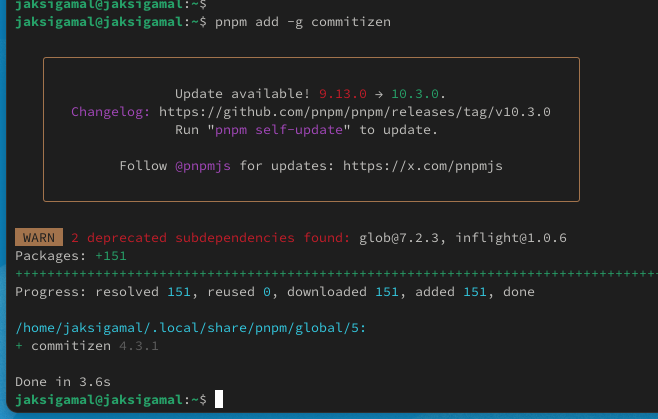 jaksigamal@jaksigamal:~$
jaksigamal@jaksigamal:~$ pnpm add -g commitizen
Update available! 9.13.0 → 10.3.0.
Changelog: https://github.com/pnpm/pnpm/releases/tag/v10.3.0
Run "pnpm self-update" to update.
Follow @pnpmjs for updates: https://x.com/pnpmjs
WARN 2 deprecated subdependencies found: glob@7.2.3, inflight@1.0.6
Packages: +151
++++++++++++++++++++++++++++++++++++++++++++++++++++++++++++++++++++++++++++++++
Progress: resolved 151, reused 0, downloaded 151, added 151, done
/home/jaksigamal/.local/share/pnpm/global/5:
+ commitizen 4.3.1
Done in 3.6s
jaksigamal@jaksigamal:~$